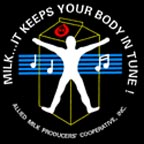 MILK...IT KEEPS YOUR BODY IN TUNE!
ALLIED MILK PRODUCERS' COOPERATIVE, INC.